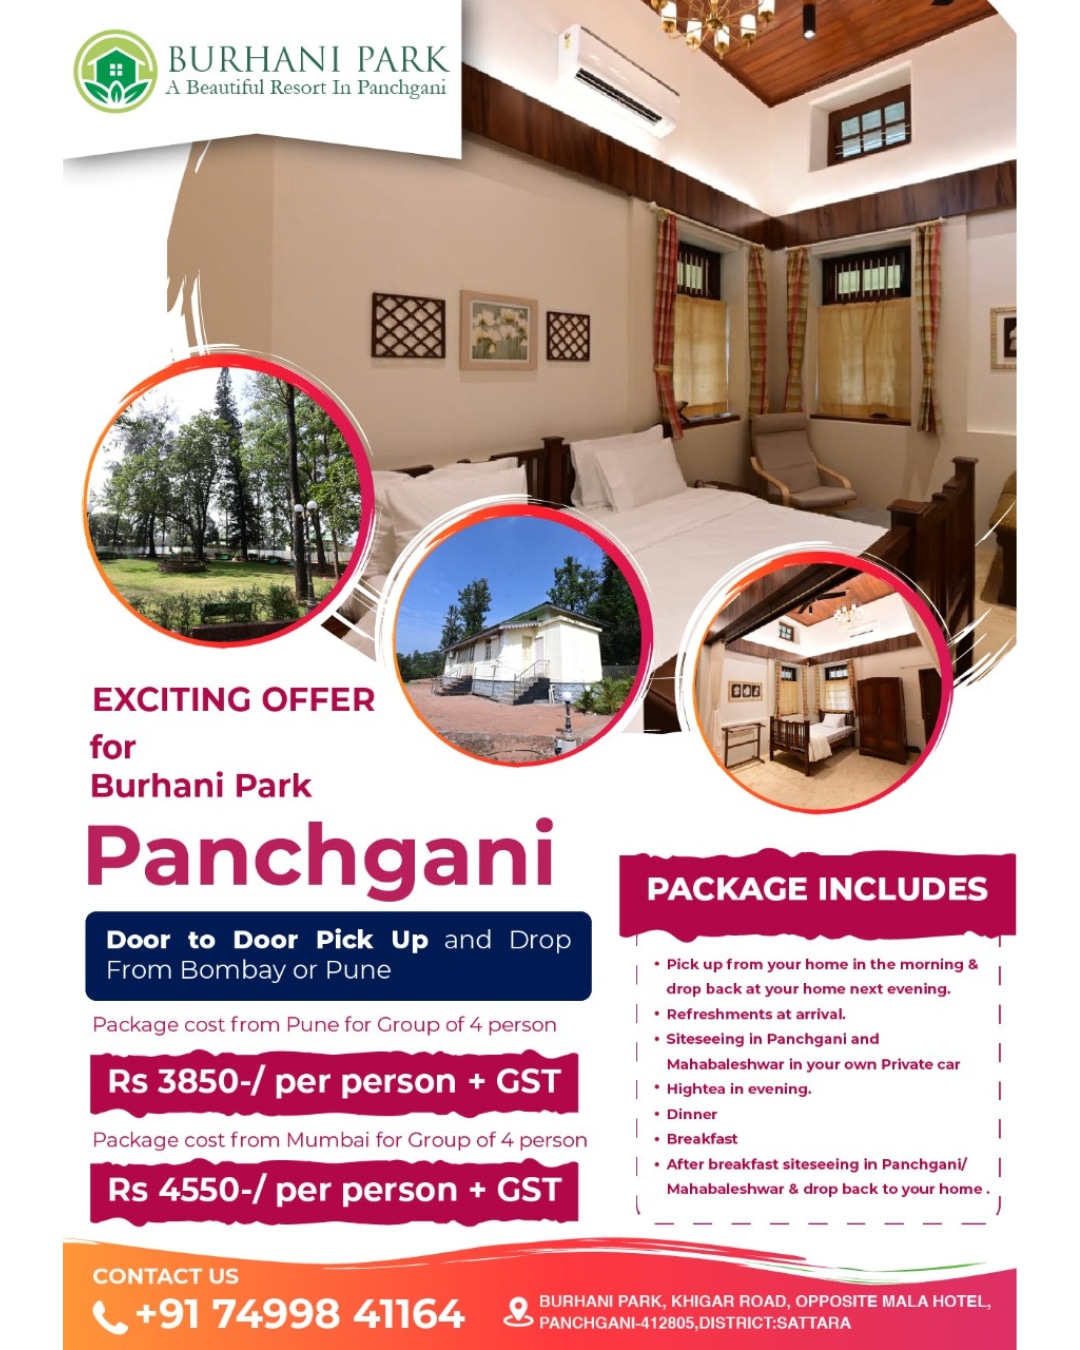 BURHANI PARK
A Beautiful Resort In Panchgani
EXCITING OFFER
for
Burhani Park
Panchgani
Door to Door Pick Up and Drop
From Bombay or Pune
Package cost from Pune for Group of 4 person
Rs 3850-/ per person + GST
Package cost from Mumbai for Group of 4 person
Rs 4550-/ per person + GST
PACKAGE INCLUDES
• Pick up from your home in the morning &
drop back at your home next evening.
• Refreshments at arrival.
• Siteseeing in Panchgani and
Mahabaleshwar in your own Private car
• Hightea in evening.
• Dinner
• Breakfast
• After breakfast siteseeing in Panchgani/
Mahabaleshwar & drop back to your home .
CONTACT US
+91 74998 41164
BURHANI PARK, KHIGAR ROAD, OPPOSITE MALA HOTEL,
PANCHGANI-412805,DISTRICT:SATTARA